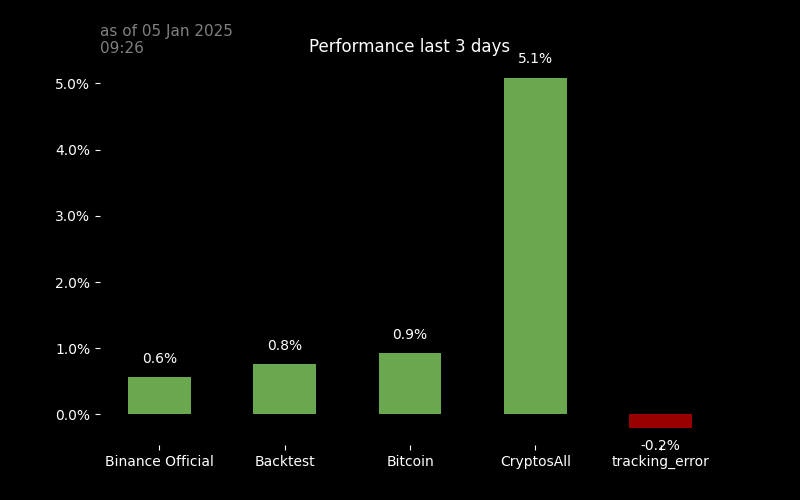 as of 05 Jan 2025
09:26
Performance last 3 days
5.1%
5.0%
4.0%
3.0%
2.0%
1.0%
0.0%
0.6%
0.8%
0.9%
-0.2%
Binance Official
Backtest
Bitcoin
CryptosAll
tracking_error